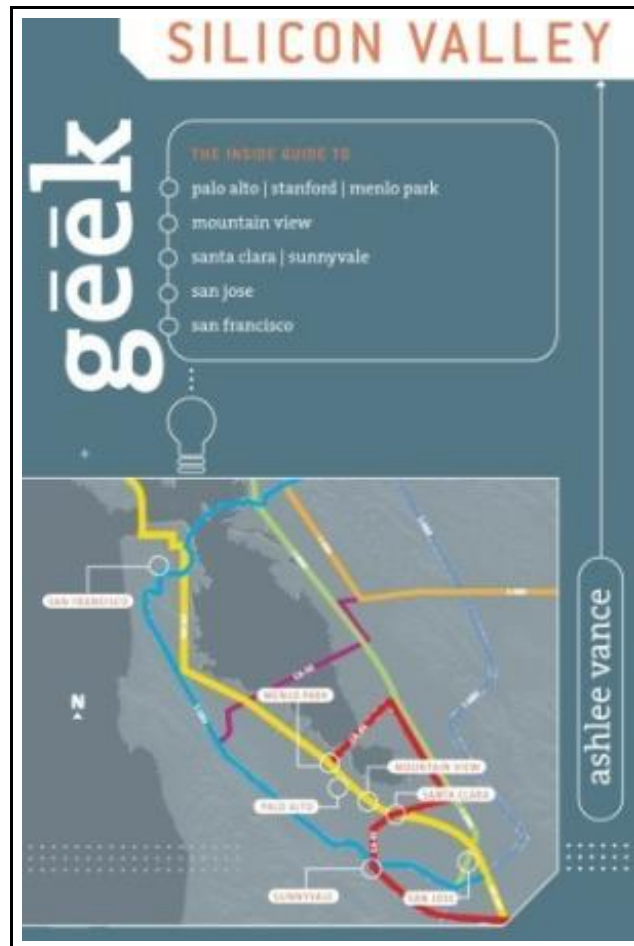 SILICON VALLEY
gēēk
THE INSIDE GUIDE TO
palo alto | stanford | menlo park
mountain view
santa clara | sunnyvale
san jose
san francisco
ashlee vance
SAN FRANCISCO
N
MENLO PARK
MOUNTAIN VIEW
SANTA CLARA
PALO ALTO
SUNNYVALE
SAN JOSE